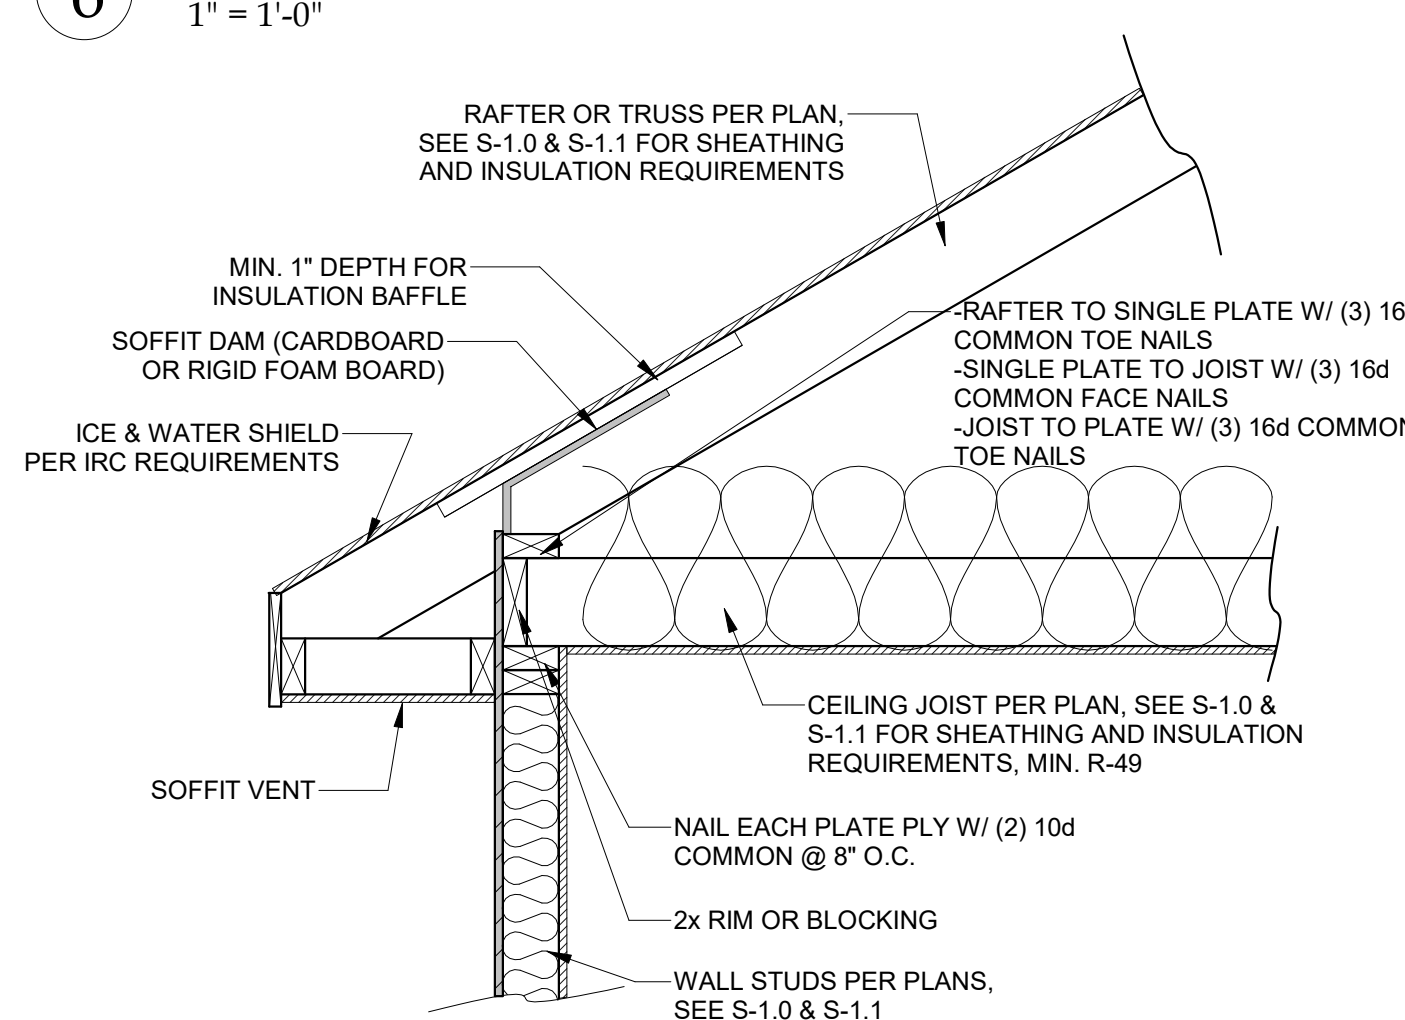 6
1" = 1'-0"
RAFTER OR TRUSS PER PLAN,
SEE S-1.0 & S-1.1 FOR SHEATHING
AND INSULATION REQUIREMENTS
MIN. 1" DEPTH FOR
INSULATION BAFFLE
SOFFIT DAM (CARDBOARD
OR RIGID FOAM BOARD)
ICE & WATER SHIELD
PER IRC REQUIREMENTS
-RAFTER TO SINGLE PLATE W/ (3) 16
COMMON TOE NAILS
-SINGLE PLATE TO JOIST W/ (3) 16d
COMMON FACE NAILS
-JOIST TO PLATE W/ (3) 16d COMMON
TOE NAILS
CEILING JOIST PER PLAN, SEE S-1.0 &
S-1.1 FOR SHEATHING AND INSULATION
REQUIREMENTS, MIN. R-49
SOFFIT VENT
NAIL EACH PLATE PLY W/ (2) 10d
COMMON @ 8" O.C.
2x RIM OR BLOCKING
WALL STUDS PER PLANS,
SEE S-1.0 & S-1.1